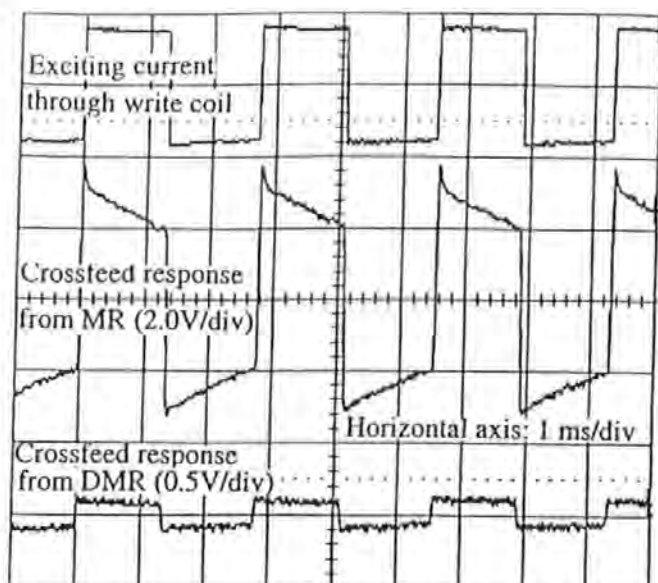 Exciting current
through write coil
Crossfeed response
from MR (2.0V/div)
Horizontal axis: 1 ms/div
Crossfeed response
from DMR (0.5V/div)